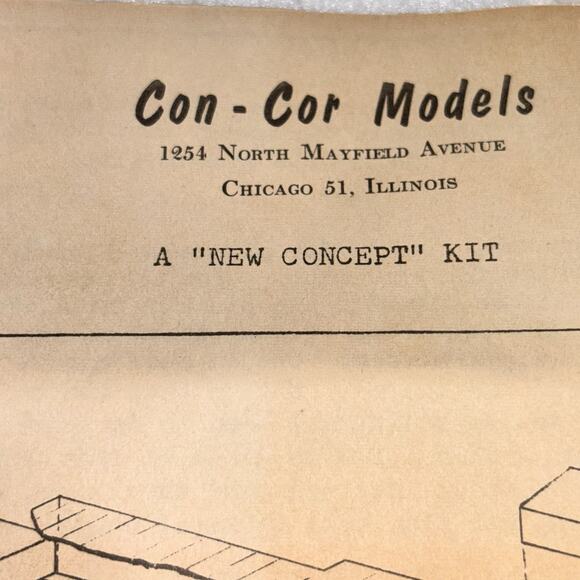 Con-Cor Models
1254 North Mayfield Avenue
Chicago 51, Illinois
A "NEW CONCEPT" KIT